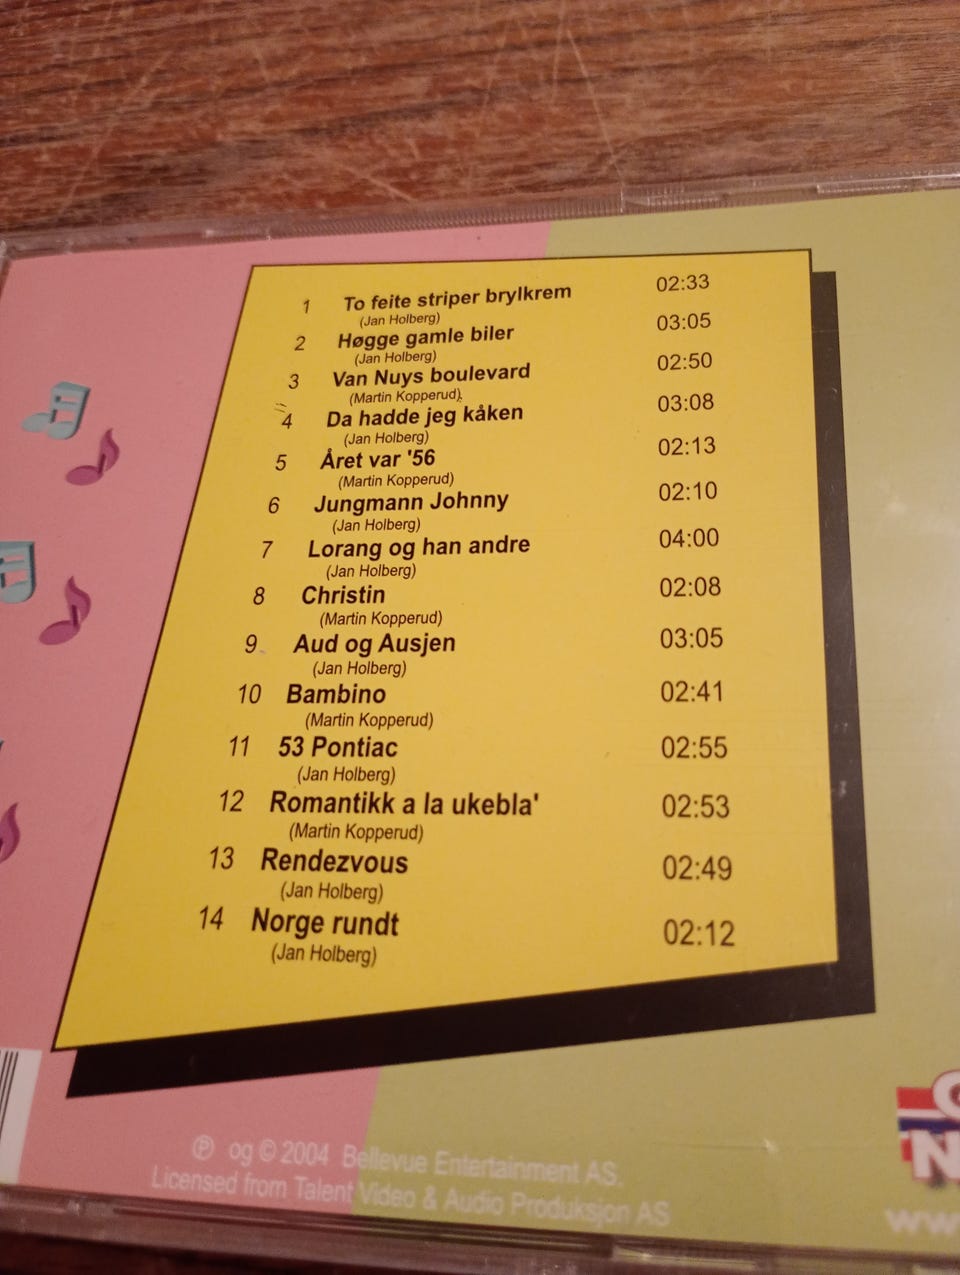 1 To feite striper brylkrem 02:33
(Jan Holberg)
2 Høgge gamle biler 03:05
(Jan Holberg)
3 Van Nuys boulevard 02:50
(Martin Kopperud)
4 Da hadde jeg kåken 03:08
(Jan Holberg)
5 Året var '56 02:13
(Martin Kopperud)
6 Jungmann Johnny 02:10
(Jan Holberg)
7 Lorang og han andre 04:00
(Jan Holberg)
8 Christin 02:08
(Martin Kopperud)
9 Aud og Ausjen 03:05
(Jan Holberg)
10 Bambino 02:41
(Martin Kopperud)
11 53 Pontiac 02:55
(Jan Holberg)
12 Romantikk a la ukebla' 02:53
(Martin Kopperud)
13 Rendezvous 02:49
(Jan Holberg)
14 Norge rundt 02:12
(Jan Holberg)
℗ og © 2004 Bellevue Entertainment AS.
Licensed from Talent Video & Audio Produksjon AS